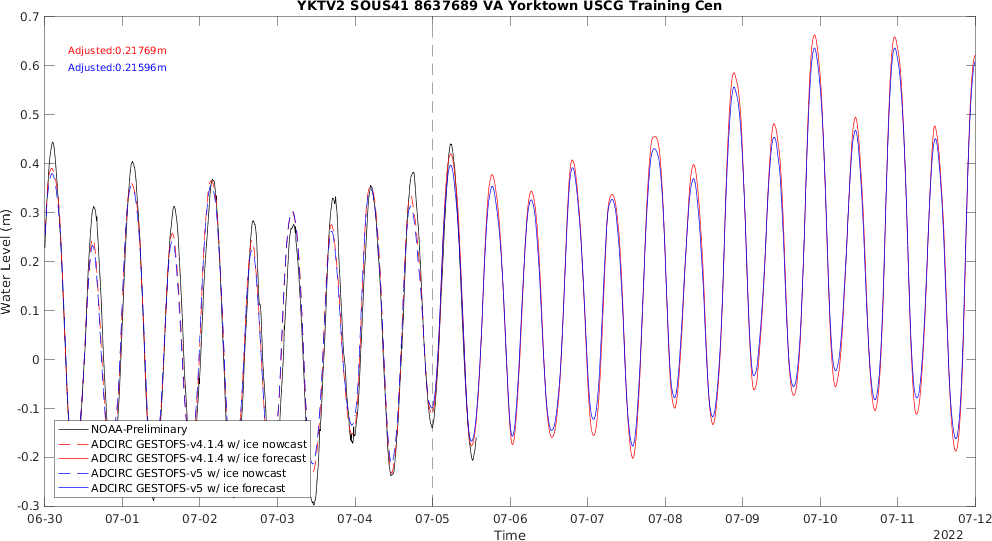 YKTV2 SOUS41 8637689 VA Yorktown USCG Training Cen
Adjusted:0.21769m
Adjusted:0.21596m
Water Level (m)
0.7
0.6
0.5
0.4
0.3
0.2
0.1
0
-0.1
-0.2
-0.3
NOAA-Preliminary
ADCIRC GESTOFS-v4.1.4 w/ ice nowcast
ADCIRC GESTOFS-v4.1.4 w/ ice forecast
ADCIRC GESTOFS-v5 w/ ice nowcast
ADCIRC GESTOFS-v5 w/ ice forecast
06-30 07-01 07-02 07-03 07-04 07-05 07-06 07-07 07-08 07-09 07-10 07-11 07-12
Time
2022